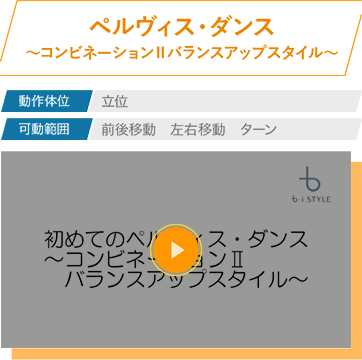 ペルヴィス・ダンス
～コンビネーションⅡバランスアップスタイル～
動作体位 立位
可動範囲 前後移動 左右移動 ターン
b-i STYLE
初めてのペルヴィス・ダンス
～コンビネーションⅡ
バランスアップスタイル～